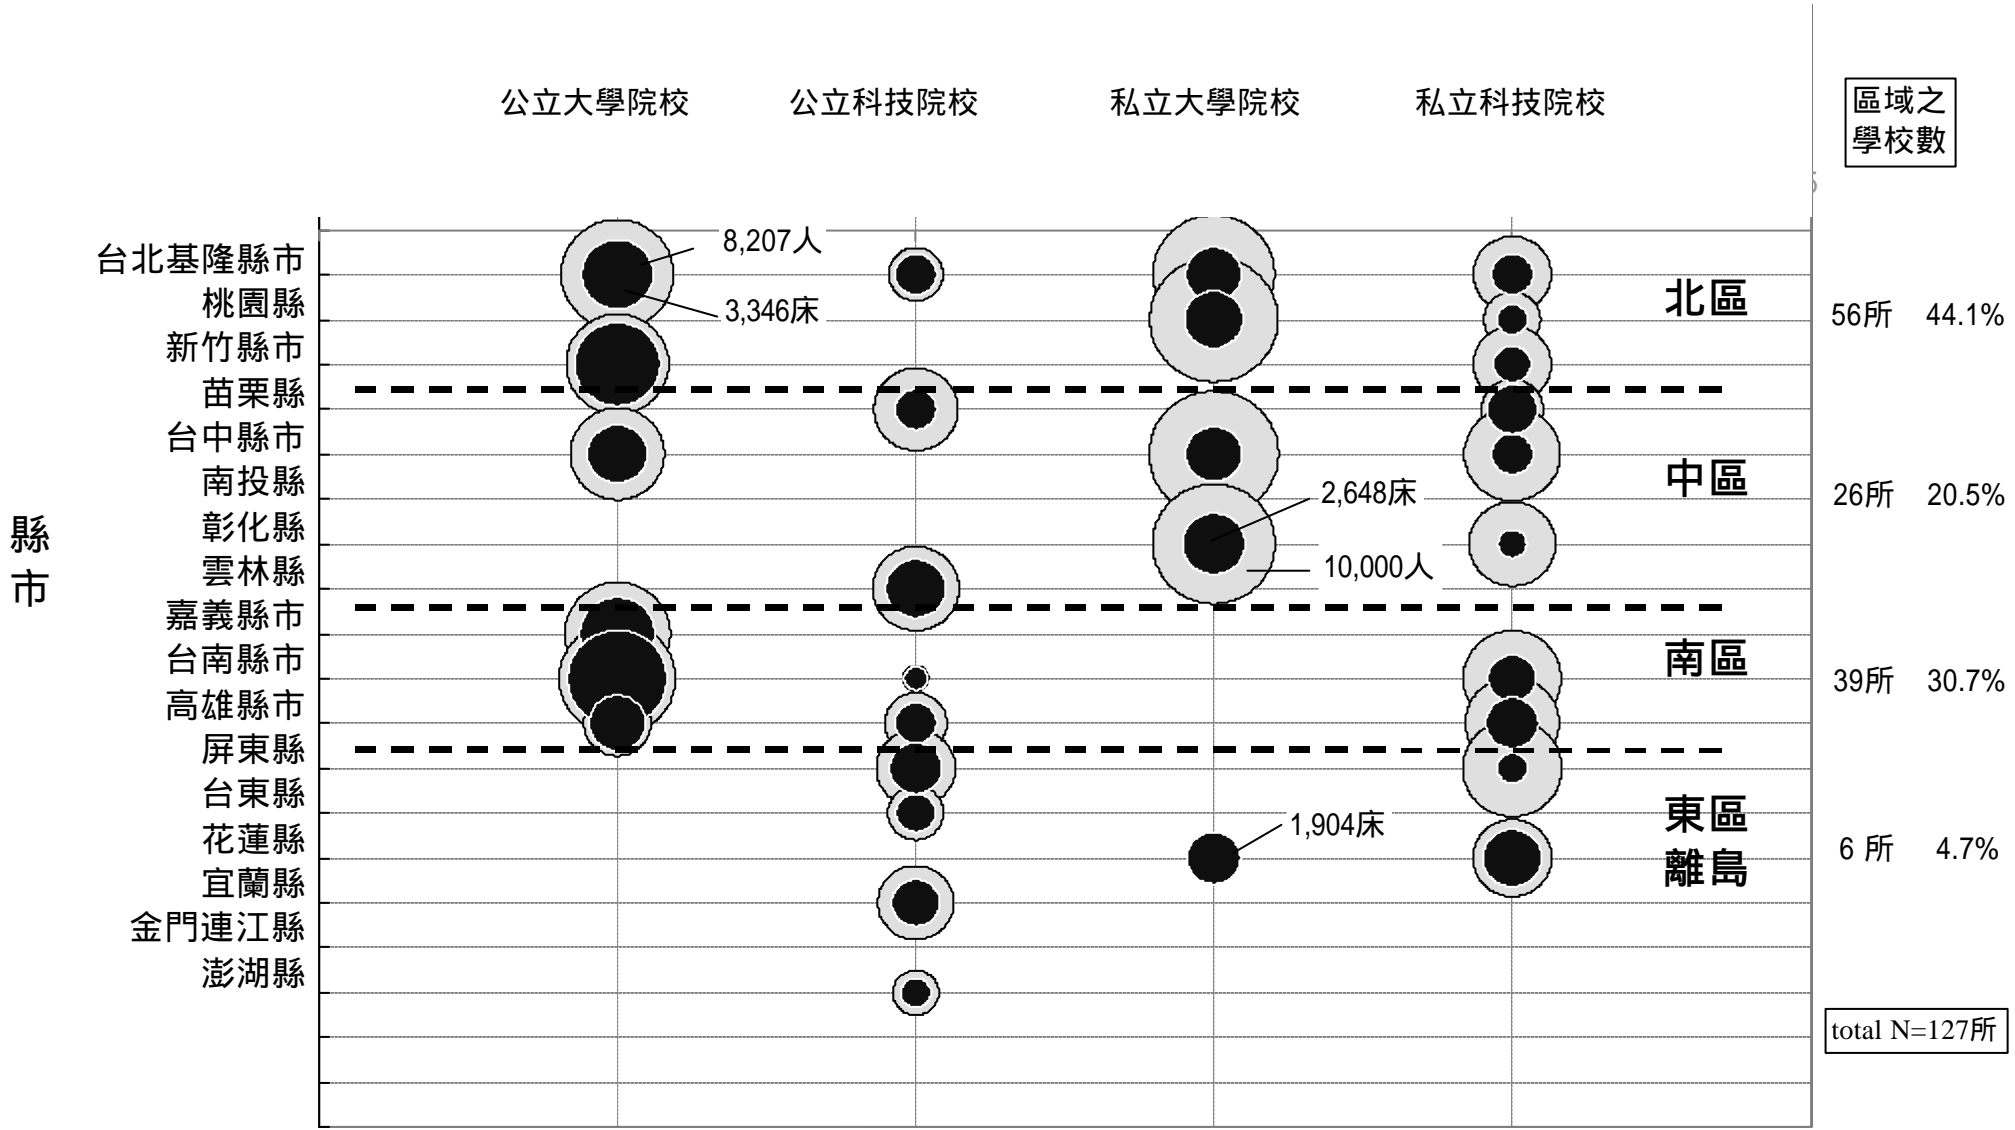 公立大學院校 公立科技院校 私立大學院校 私立科技院校
區域之
學校數
台北基隆縣市
桃園縣
新竹縣市
苗栗縣
台中縣市
南投縣
彰化縣
雲林縣
嘉義縣市
台南縣市
高雄縣市
屏東縣
台東縣
花蓮縣
宜蘭縣
金門連江縣
澎湖縣
縣
市
8,207人
3,346床
2,648床
10,000人
1,904床
北區
中區
南區
東區
離島
56所 44.1%
26所 20.5%
39所 30.7%
6 所 4.7%
total N=127所